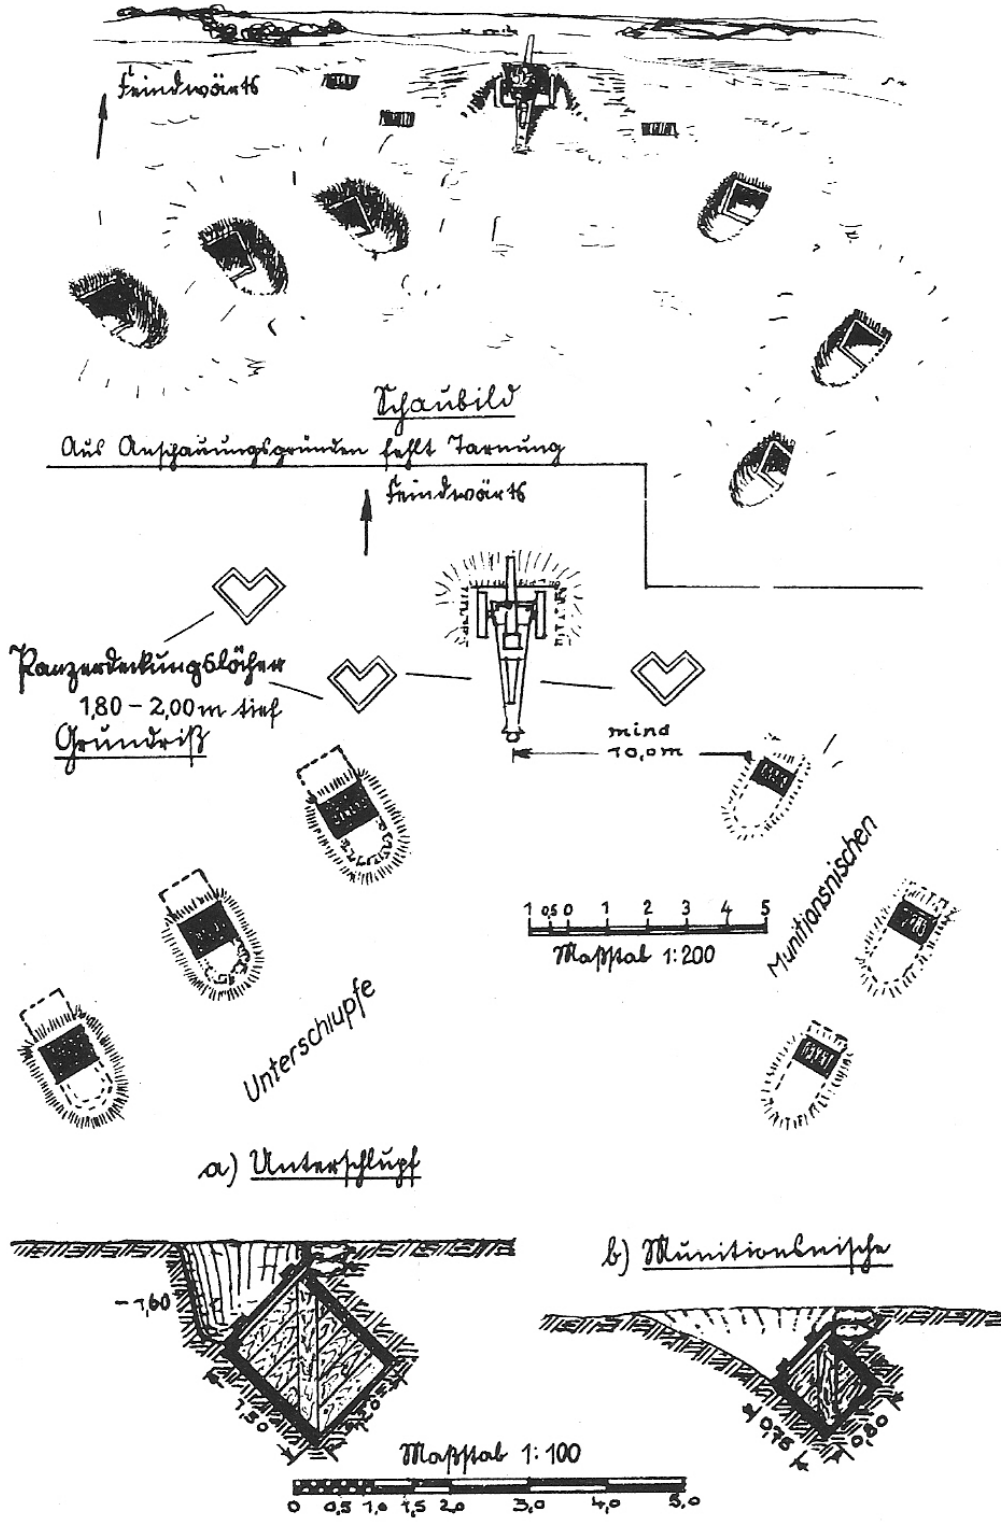 Feindwärts
Schaubild
Aus Anschauungsgründen fehlt Tarnung
Feindwärts
Panzerdeckungslöcher
1,80 - 2,00 m tief
Grundriß
mind
10,0m
Munitionsnischen
1 0,5 0 1 2 3 4 5
Maßstab 1:200
Unterschlupfe
a) Unterschlupf
b) Munitionsnische
-1,60
1,50
0,75
0,80
Maßstab 1:100
0 0,5 1,0 1,5 2,0 3,0 4,0 5,0